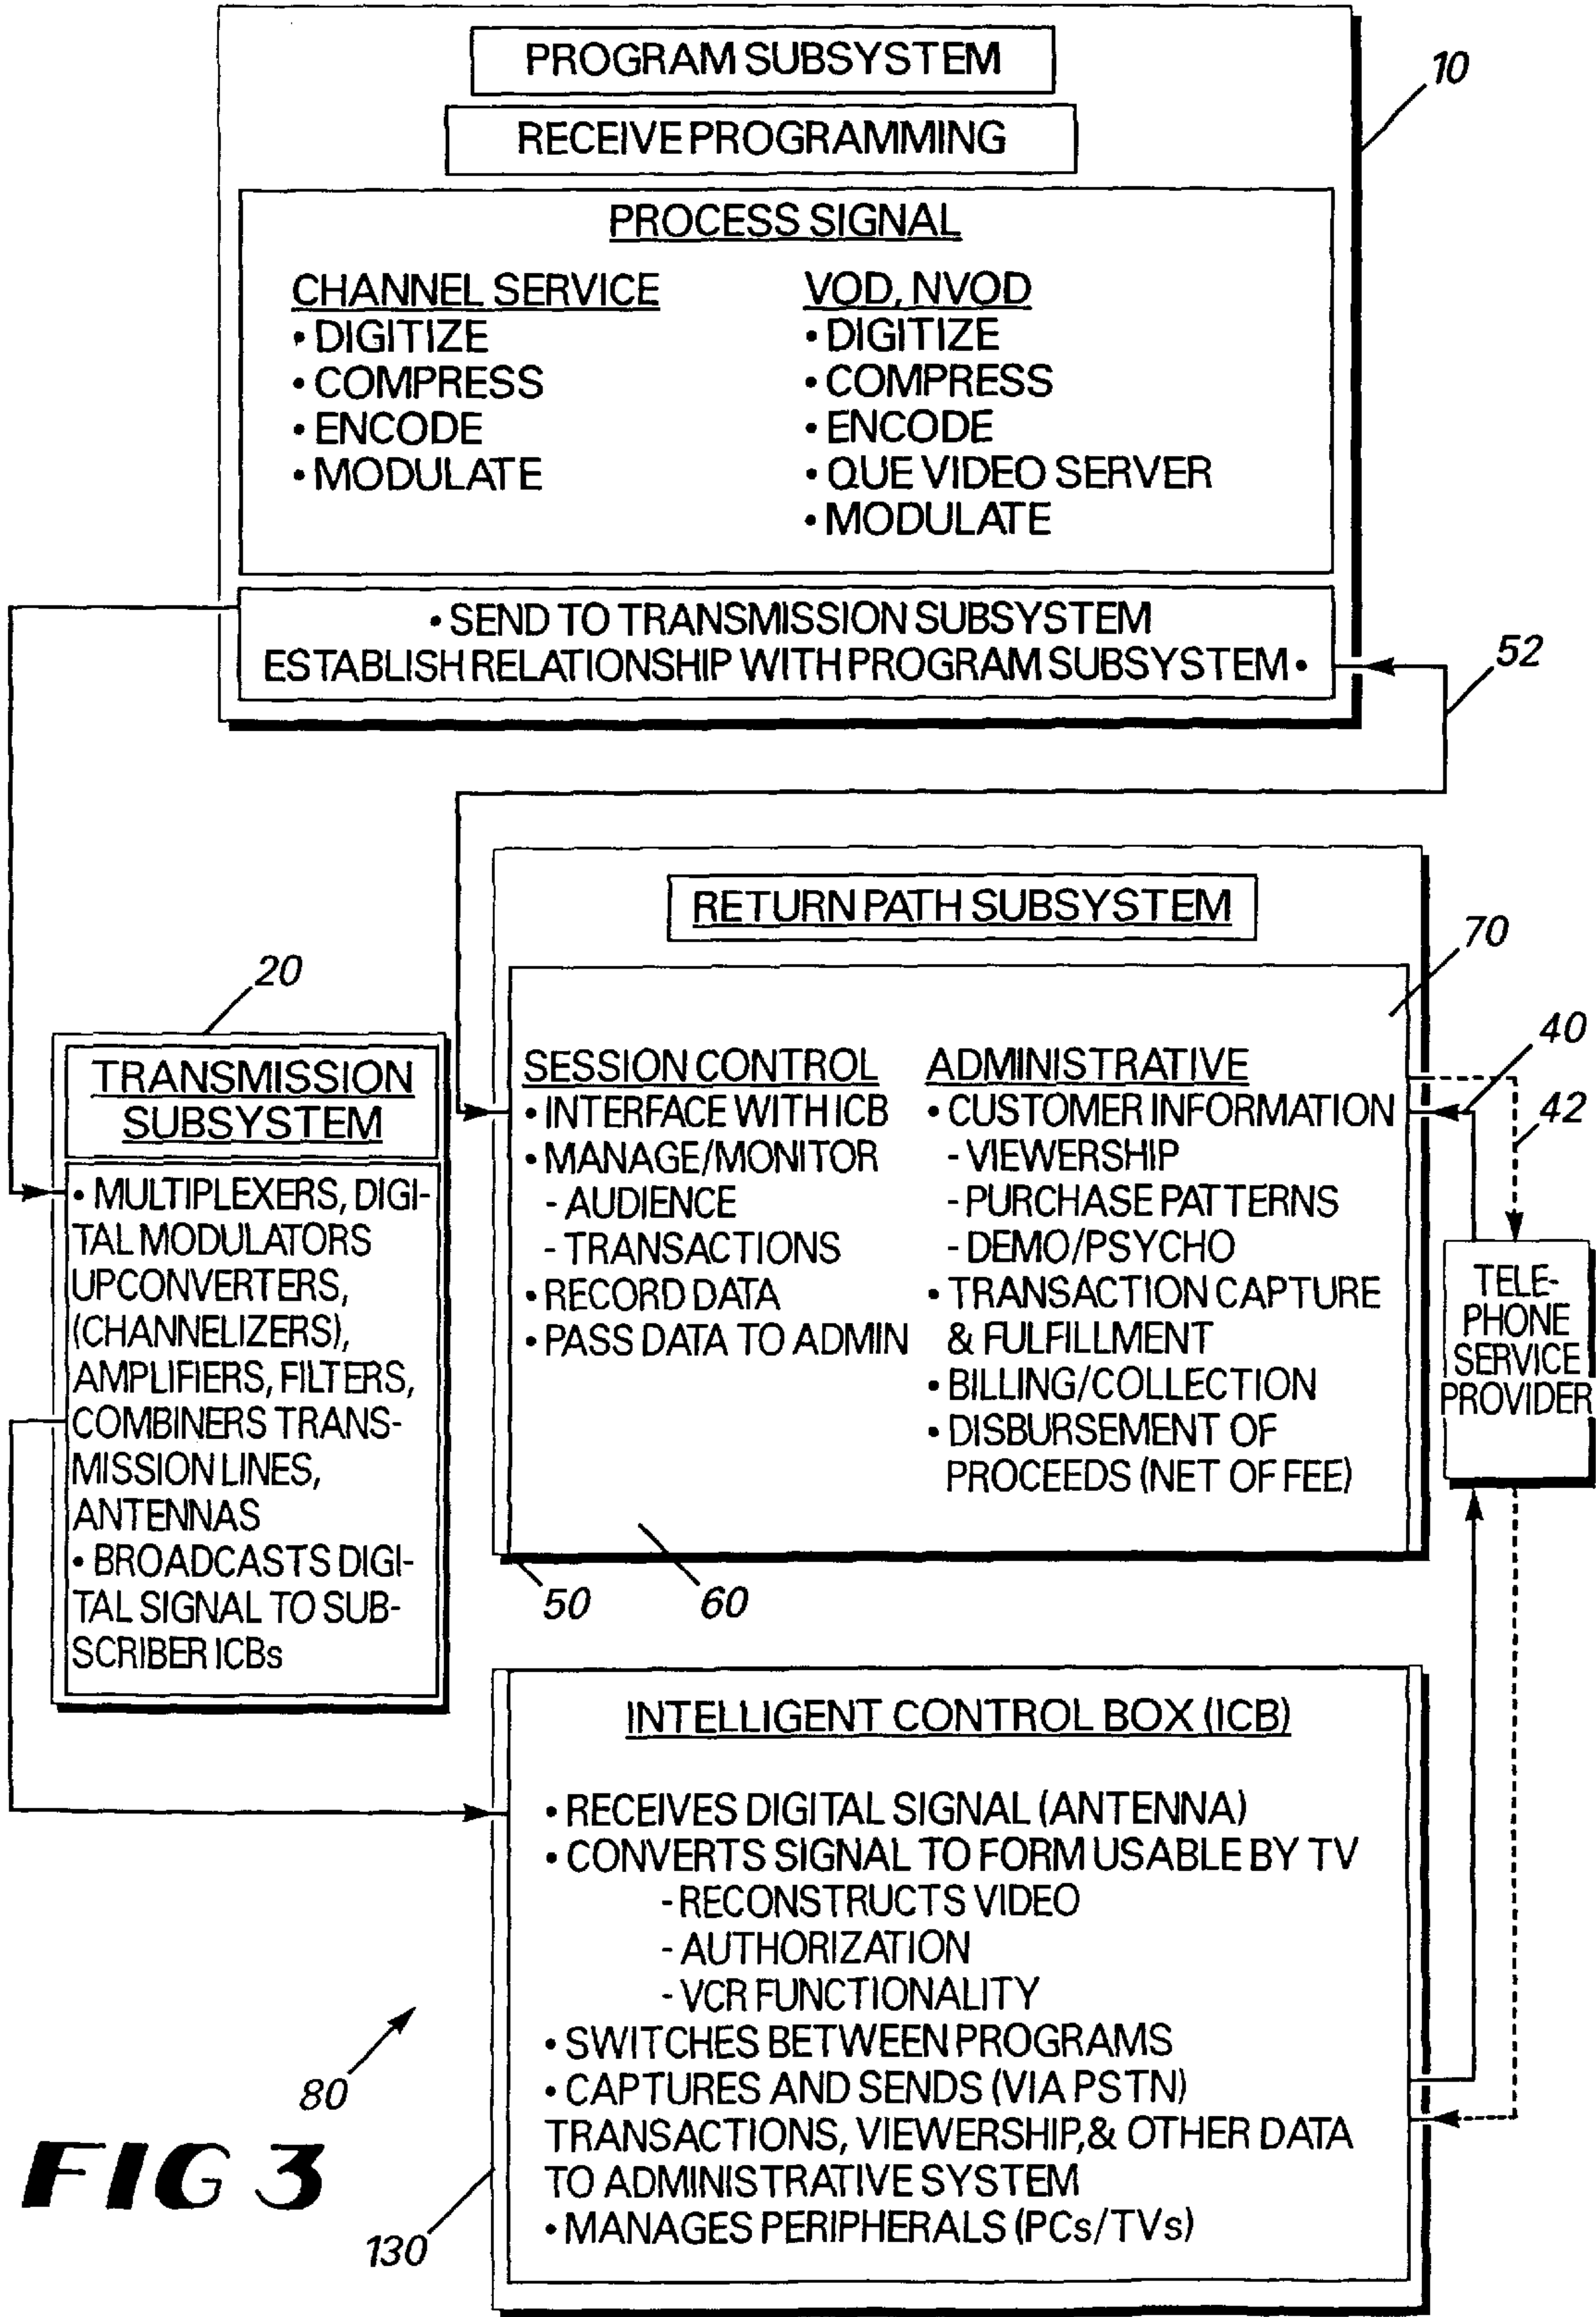 PROGRAM SUBSYSTEM
10
RECEIVE PROGRAMMING
PROCESS SIGNAL
CHANNEL SERVICE
• DIGITIZE
• COMPRESS
• ENCODE
• MODULATE
VOD, NVOD
• DIGITIZE
• COMPRESS
• ENCODE
• QUE VIDEO SERVER
• MODULATE
• SEND TO TRANSMISSION SUBSYSTEM
ESTABLISH RELATIONSHIP WITH PROGRAM SUBSYSTEM •
52
RETURN PATH SUBSYSTEM
70
SESSION CONTROL
• INTERFACE WITH ICB
• MANAGE/MONITOR
- AUDIENCE
- TRANSACTIONS
• RECORD DATA
• PASS DATA TO ADMIN
ADMINISTRATIVE
• CUSTOMER INFORMATION
- VIEWERSHIP
- PURCHASE PATTERNS
- DEMO/PSYCHO
• TRANSACTION CAPTURE
& FULFILLMENT
• BILLING/COLLECTION
• DISBURSEMENT OF
PROCEEDS (NET OF FEE)
40
42
TELE-
PHONE
SERVICE
PROVIDER
50
60
20
TRANSMISSION
SUBSYSTEM
• MULTIPLEXERS, DIGI-
TAL MODULATORS
UPCONVERTERS,
(CHANNELIZERS),
AMPLIFIERS, FILTERS,
COMBINERS TRANS-
MISSION LINES,
ANTENNAS
• BROADCASTS DIGI-
TAL SIGNAL TO SUB-
SCRIBER ICBs
INTELLIGENT CONTROL BOX (ICB)
• RECEIVES DIGITAL SIGNAL (ANTENNA)
• CONVERTS SIGNAL TO FORM USABLE BY TV
- RECONSTRUCTS VIDEO
- AUTHORIZATION
- VCR FUNCTIONALITY
• SWITCHES BETWEEN PROGRAMS
• CAPTURES AND SENDS (VIA PSTN)
TRANSACTIONS, VIEWERSHIP,& OTHER DATA
TO ADMINISTRATIVE SYSTEM
• MANAGES PERIPHERALS (PCs/TVs)
80
130
FIG 3